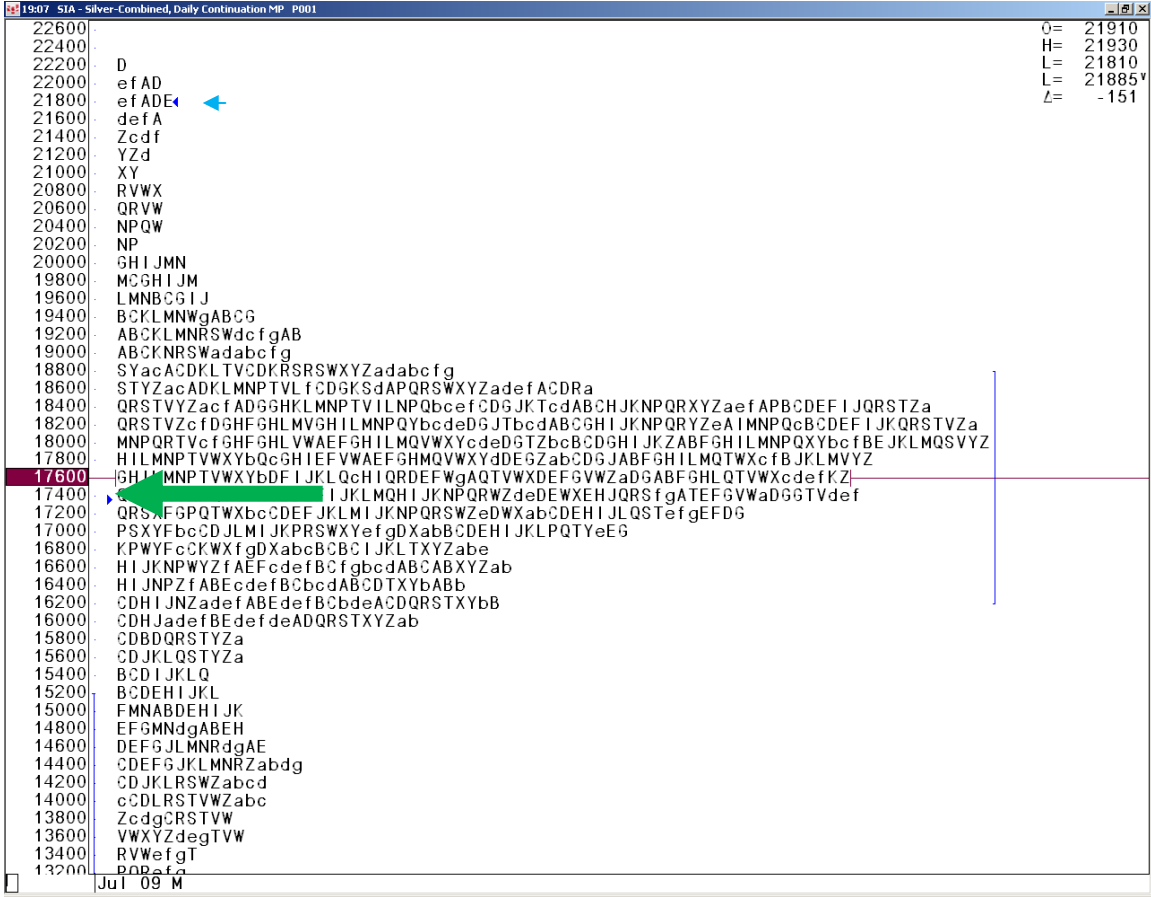 19:07 SIA - Silver-Combined, Daily Continuation MP P001
22600
22400
22200 D
22000 efAD
21800 efADE
21600 defA
21400 Zcdf
21200 YZd
21000 XY
20800 RVWX
20600 QRVW
20400 NPQW
20200 NP
20000 GHIJMN
19800 MCGHIJM
19600 LMNBCGIJ
19400 BCKLMNWgABCG
19200 ABCKLMNRSWdcfgAB
19000 ABCKNRSWadabcfg
18800 SYacACDKLTVCDKRSRSWXYZadabcfg
18600 STYZacADKLMNPTVLfCDGKSdAPQRSWXYZadefACDRa
18400 QRSTVYZacfADGGHKLMNPTVILNPQbcefCDGJKTcdABCHJKNPQRXYZaefAPBCDEFIJQRSTZa
18200 QRSTVZcfDGHFGHLMVGHILMNPQYbcdeDGJTbcdABCGHIJKNPQRYZeAIMNPQcBCDEFIJKQRSTVZa
18000 MNPQRTVcfGHFGHLVWAEFGHILMQVWXYcdeDGTZbcBCDGHIJKZABFGHILMNPQXYbcfBEJKLMQSVYZ
17800 HILMNPTVWXYbQcGHIEFVWAEFGHMQVWXYdDEGZabCDGJABFGHILMQTWXcfBJKLMVYZ
17600 GHILMNPTVWXYbDFIJKLQcHIQRDEFWgAQTVWXDEFGVWZaDGABFGHLQTVWXcdefKZ
17400 IJKLMQHIJKNPQRWZdeDEWXEHJQRSfgATEFGVWaDGGTVdef
17200 QRSXFGPQTWXbcCDEFJKLMIJKNPQRSWZeDWXabCDEHIJLQSTefgEFDG
17000 PSXYFbcCDJLMIJKPRSWXYefgDXabBCDEHIJKLPQTYeEG
16800 KPWYFcCKWXfgDXabcBCBCIJKLTXYZabe
16600 HIJKNPWYZfAEFcdefBCfgbcdABCABXYZab
16400 HIJNPZfABEcdefBCbcdABCDTXYbABb
16200 CDHIJNZadefABEdefBCbdeACDQRSTXYbB
16000 CDHJadefBEdefdeADQRSTXYZab
15800 CDBDQRSTYZa
15600 CDJKLQSTYZa
15400 BCDIJKLQ
15200 BCDEHIJKL
15000 FMNABDEHIJK
14800 EFGMNdgABEH
14600 DEFGJLMNRdgAE
14400 CDEFGJKLMNRZabdg
14200 CDJKLRSWZabcd
14000 cCDLRSTVWZabc
13800 ZcdgCRSTVW
13600 VWXYZdegTVW
13400 RVWefgT
13200 PQRefg
Jul 09 M
O= 21910
H= 21930
L= 21810
L= 21885v
Δ= -151